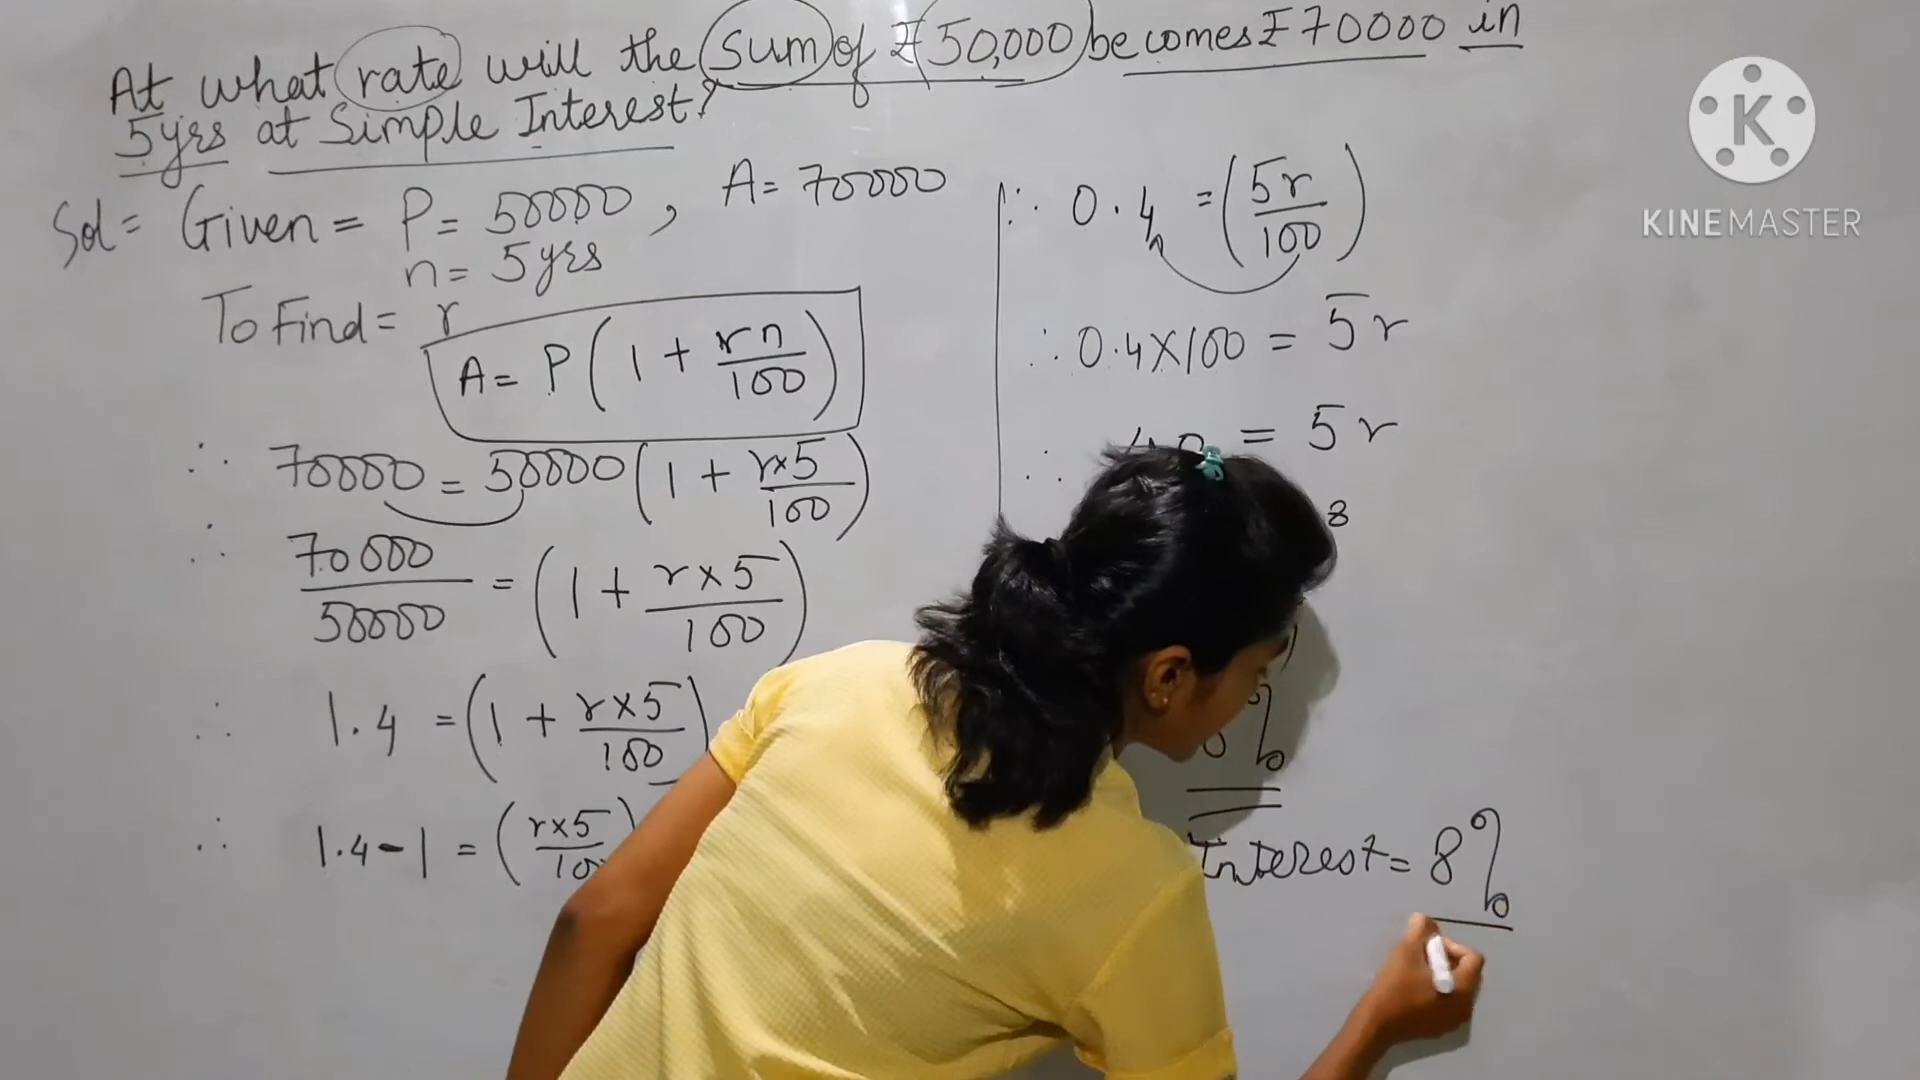 At what rate will the sum of ₹50,000 becomes ₹70000 in
5yrs at Simple Interest?
Sol = Given = P = 50000, A = 70000
n = 5yrs
To Find = r
A = P(1 + rn/100)
∴ 70000 = 50000(1 + r×5/100)
∴ 70000/50000 = (1 + r×5/100)
∴ 1.4 = (1 + r×5/100)
∴ 1.4-1 = (r×5/10
∴ 0.4 = (5r/100)
∴ 0.4×100 = 5r
∴ = 5r
8
%
Interest = 8%
K
KINEMASTER